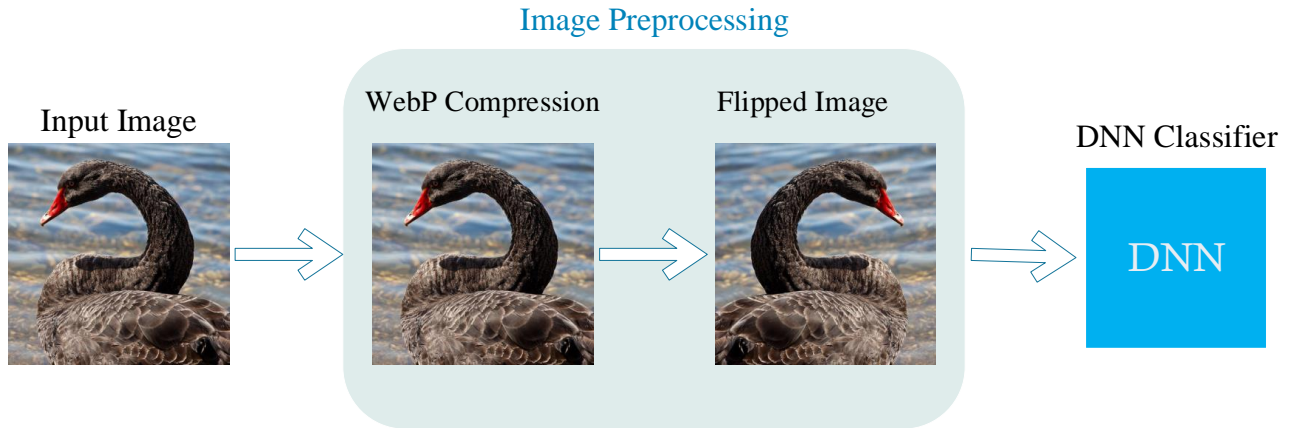 Image Preprocessing
WebP Compression
Flipped Image
Input Image
DNN Classifier
DNN